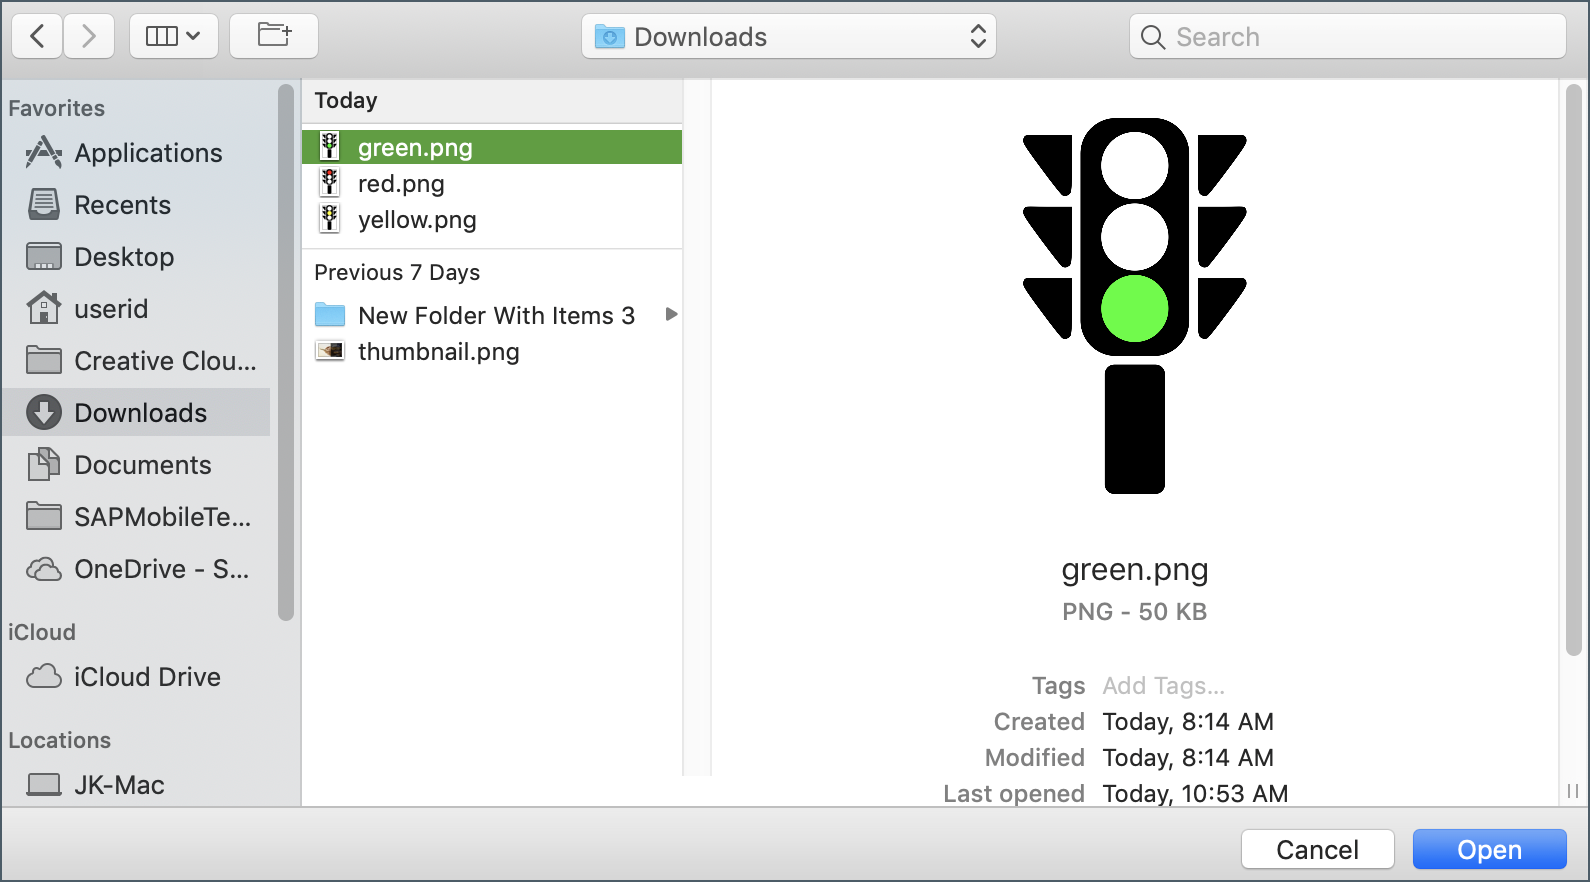 Downloads
Search
Favorites
Applications
Recents
Desktop
userid
Creative Clou...
Downloads
Documents
SAPMobileTe...
OneDrive - S...
iCloud
iCloud Drive
Locations
JK-Mac
Today
green.png
red.png
yellow.png
Previous 7 Days
New Folder With Items 3
thumbnail.png
green.png
PNG - 50 KB
Tags Add Tags...
Created Today, 8:14 AM
Modified Today, 8:14 AM
Last opened Today, 10:53 AM
Cancel
Open